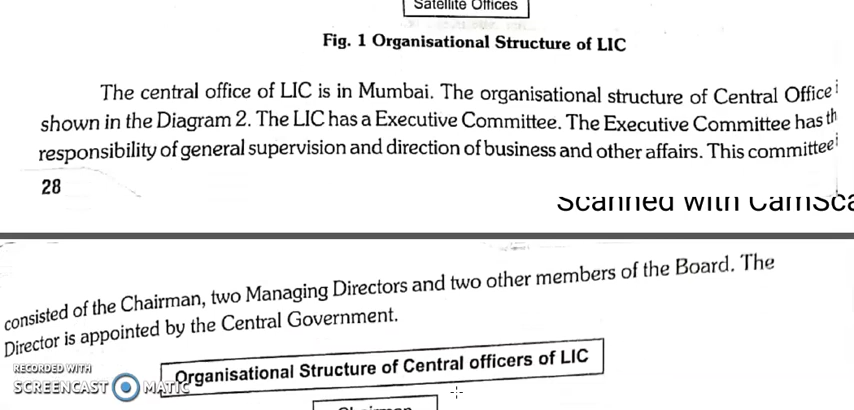 Satellite Offices
Fig. 1 Organisational Structure of LIC
The central office of LIC is in Mumbai. The organisational structure of Central Office i
shown in the Diagram 2. The LIC has a Executive Committee. The Executive Committee has th
responsibility of general supervision and direction of business and other affairs. This committee i
28
Scanned with CamSca
consisted of the Chairman, two Managing Directors and two other members of the Board. The
Director is appointed by the Central Government.
RECORDED WITH
SCREENCAST MATIC
Organisational Structure of Central officers of LIC
Chairman